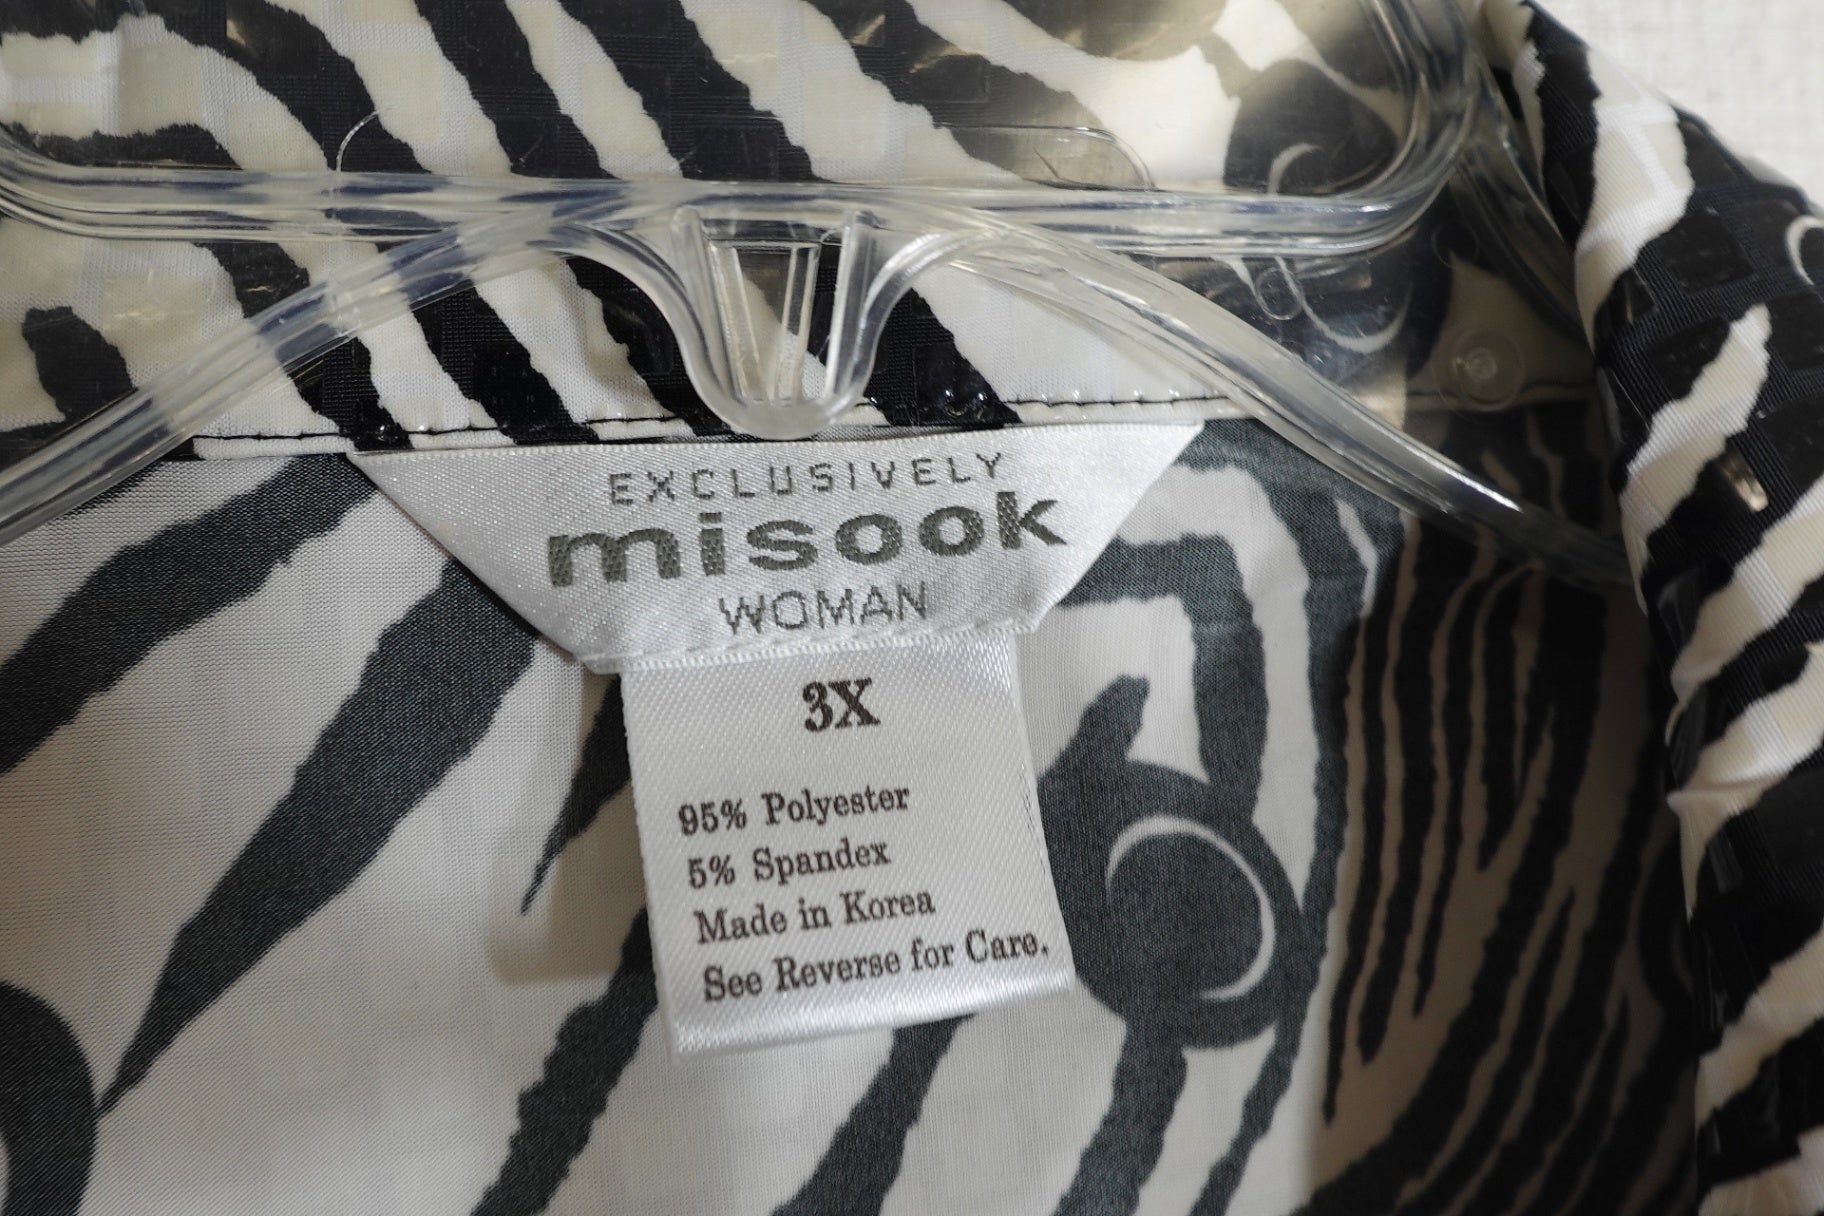 EXCLUSIVELY
misook
WOMAN
3X
95% Polyester
5% Spandex
Made in Korea
See Reverse for Care.